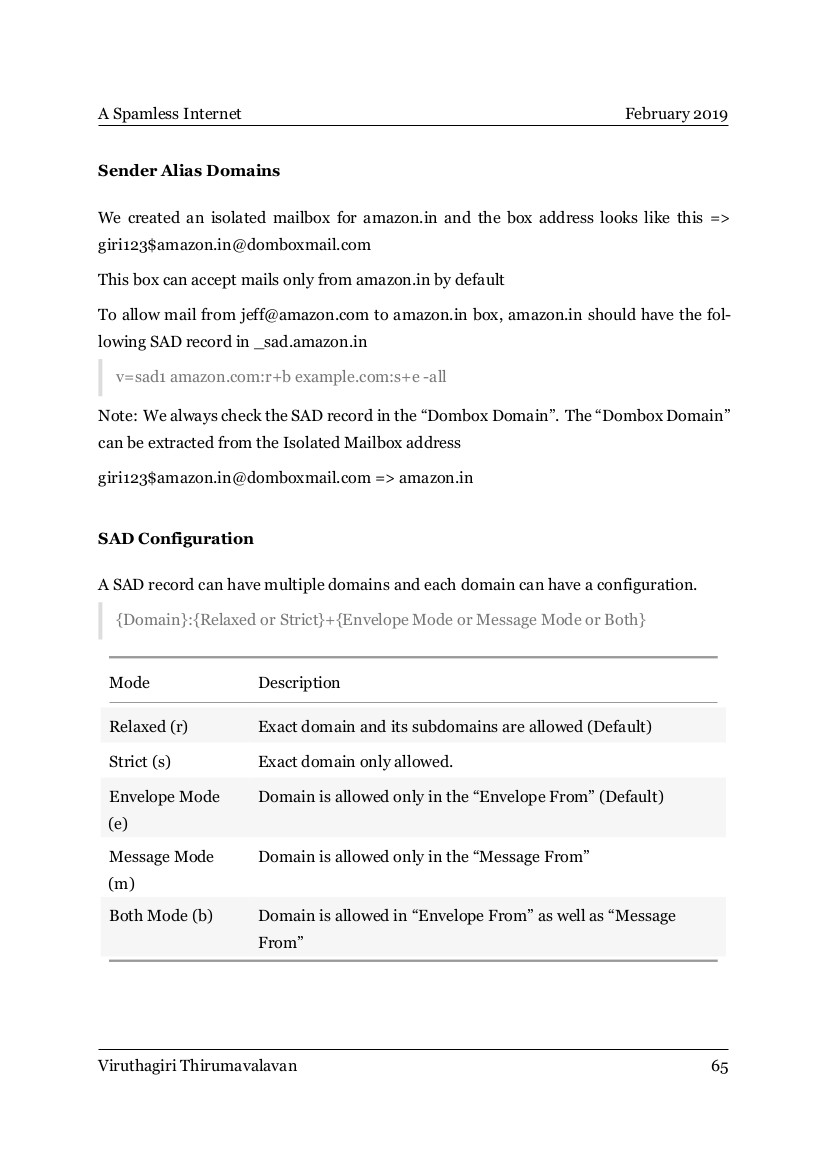 A Spamless Internet February 2019
Sender Alias Domains
We created an isolated mailbox for amazon.in and the box address looks like this =>
giri123$amazon.in@domboxmail.com
This box can accept mails only from amazon.in by default
To allow mail from jeff@amazon.com to amazon.in box, amazon.in should have the fol-
lowing SAD record in _sad.amazon.in
v=sad1 amazon.com:r+b example.com:s+e -all
Note: We always check the SAD record in the “Dombox Domain”. The “Dombox Domain”
can be extracted from the Isolated Mailbox address
giri123$amazon.in@domboxmail.com => amazon.in
SAD Configuration
A SAD record can have multiple domains and each domain can have a configuration.
{Domain}:{Relaxed or Strict}+{Envelope Mode or Message Mode or Both}
Mode Description
Relaxed (r) Exact domain and its subdomains are allowed (Default)
Strict (s) Exact domain only allowed.
Envelope Mode Domain is allowed only in the “Envelope From” (Default)
(e)
Message Mode Domain is allowed only in the “Message From”
(m)
Both Mode (b) Domain is allowed in “Envelope From” as well as “Message
From”
Viruthagiri Thirumavalavan 65